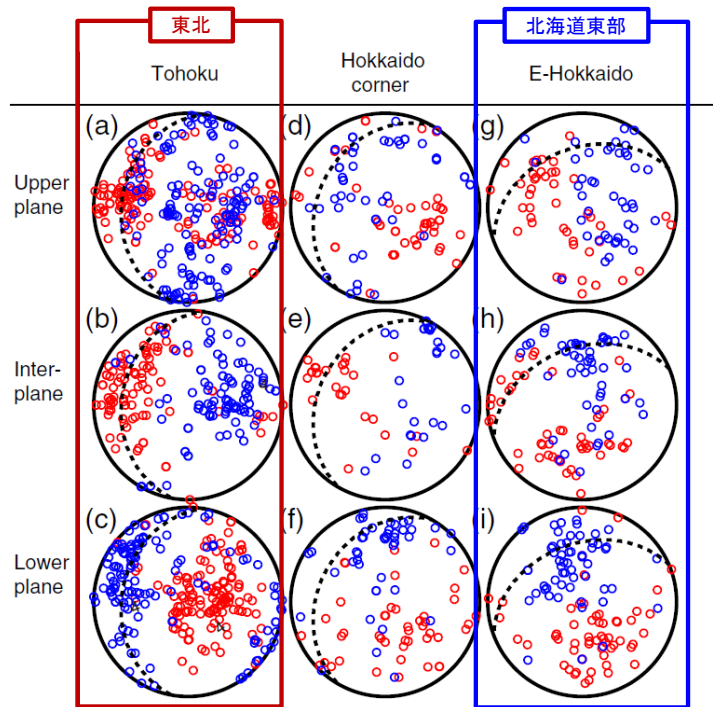 東北
北海道東部
Tohoku
Hokkaido
corner
E-Hokkaido
Upper
plane
(a)
(d)
(g)
Inter-
plane
(b)
(e)
(h)
Lower
plane
(c)
(f)
(i)